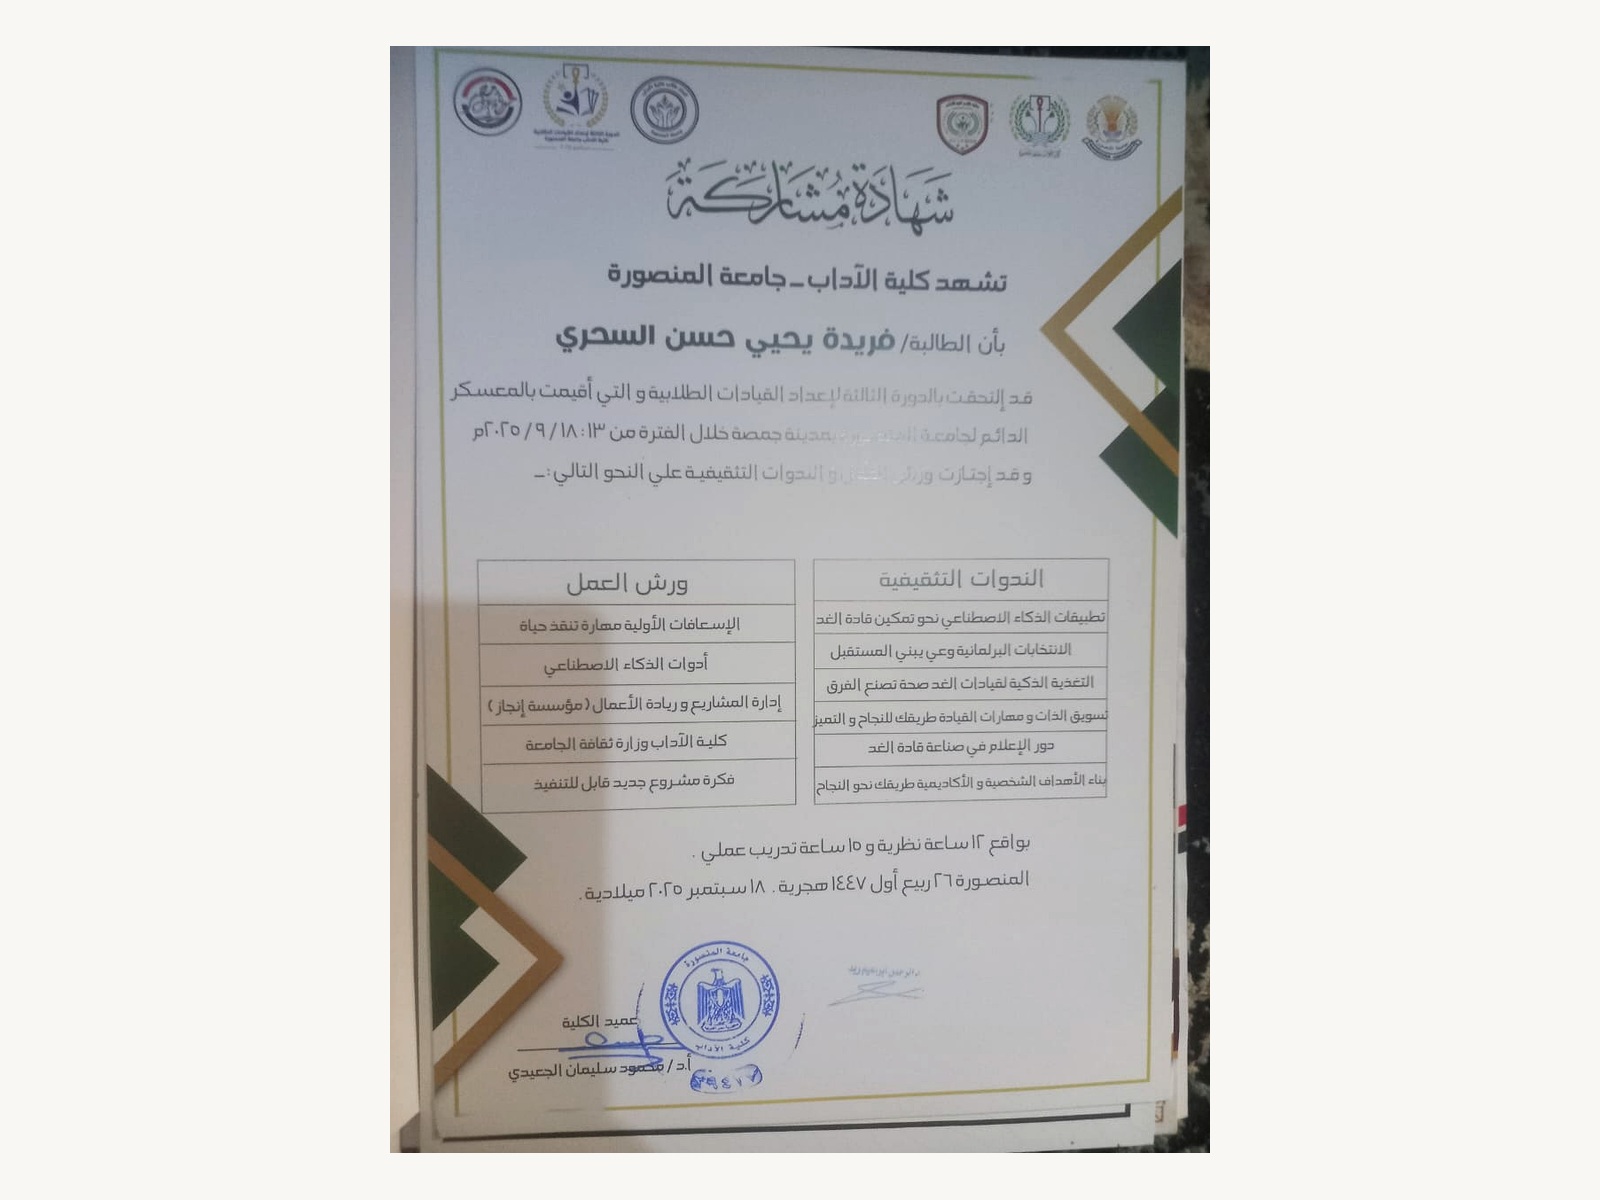 شهادة مشاركة
تشهد كلية الآداب - جامعة المنصورة
بأن الطالبة/ فريدة يحيي حسن السحري
قد إلتحقت بالدورة الثالثة لإعداد القيادات الطلابية و التي أقيمت بالمعسكر
الدائم لجامعة المنصورة بمدينة جمصة خلال الفترة من ١٣ : ١٨ / ٩ / ٢٠٢٥م
و قد إجتازت ورش العمل و الندوات التثقيفية علي النحو التالي :-
الندوات التثقيفية
تطبيقات الذكاء الاصطناعي نحو تمكين قادة الغد
الانتخابات البرلمانية وعي يبني المستقبل
التغذية الذكية لقيادات الغد صحة تصنع الفرق
تسويق الذات و مهارات القيادة طريقك للنجاح و التميز
دور الإعلام في صناعة قادة الغد
بناء الأهداف الشخصية و الأكاديمية طريقك نحو النجاح
ورش العمل
الإسعافات الأولية مهارة تنقذ حياة
أدوات الذكاء الاصطناعي
إدارة المشاريع و ريادة الأعمال ( مؤسسة إنجاز )
كلية الآداب وزارة ثقافة الجامعة
فكرة مشروع جديد قابل للتنفيذ
بواقع ١٢ ساعة نظرية و ١٥ ساعة تدريب عملي .
المنصورة ٢٦ ربيع أول ١٤٤٧ هجرية . ١٨ سبتمبر ٢٠٢٥ ميلادية .
جامعة المنصورة
كلية الآداب
عميد الكلية
أ.د / محمود سليمان الجعيدي